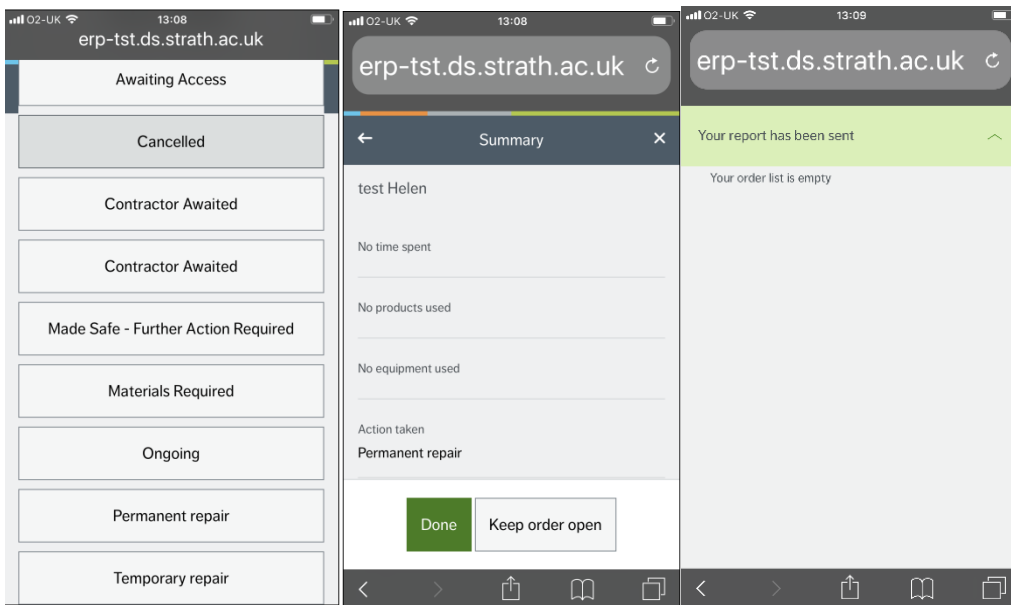 O2-UK 13:08
erp-tst.ds.strath.ac.uk
Awaiting Access
Cancelled
Contractor Awaited
Contractor Awaited
Made Safe - Further Action Required
Materials Required
Ongoing
Permanent repair
Temporary repair
O2-UK 13:08
erp-tst.ds.strath.ac.uk
Summary
test Helen
No time spent
No products used
No equipment used
Action taken
Permanent repair
Done Keep order open
O2-UK 13:09
erp-tst.ds.strath.ac.uk
Your report has been sent
Your order list is empty